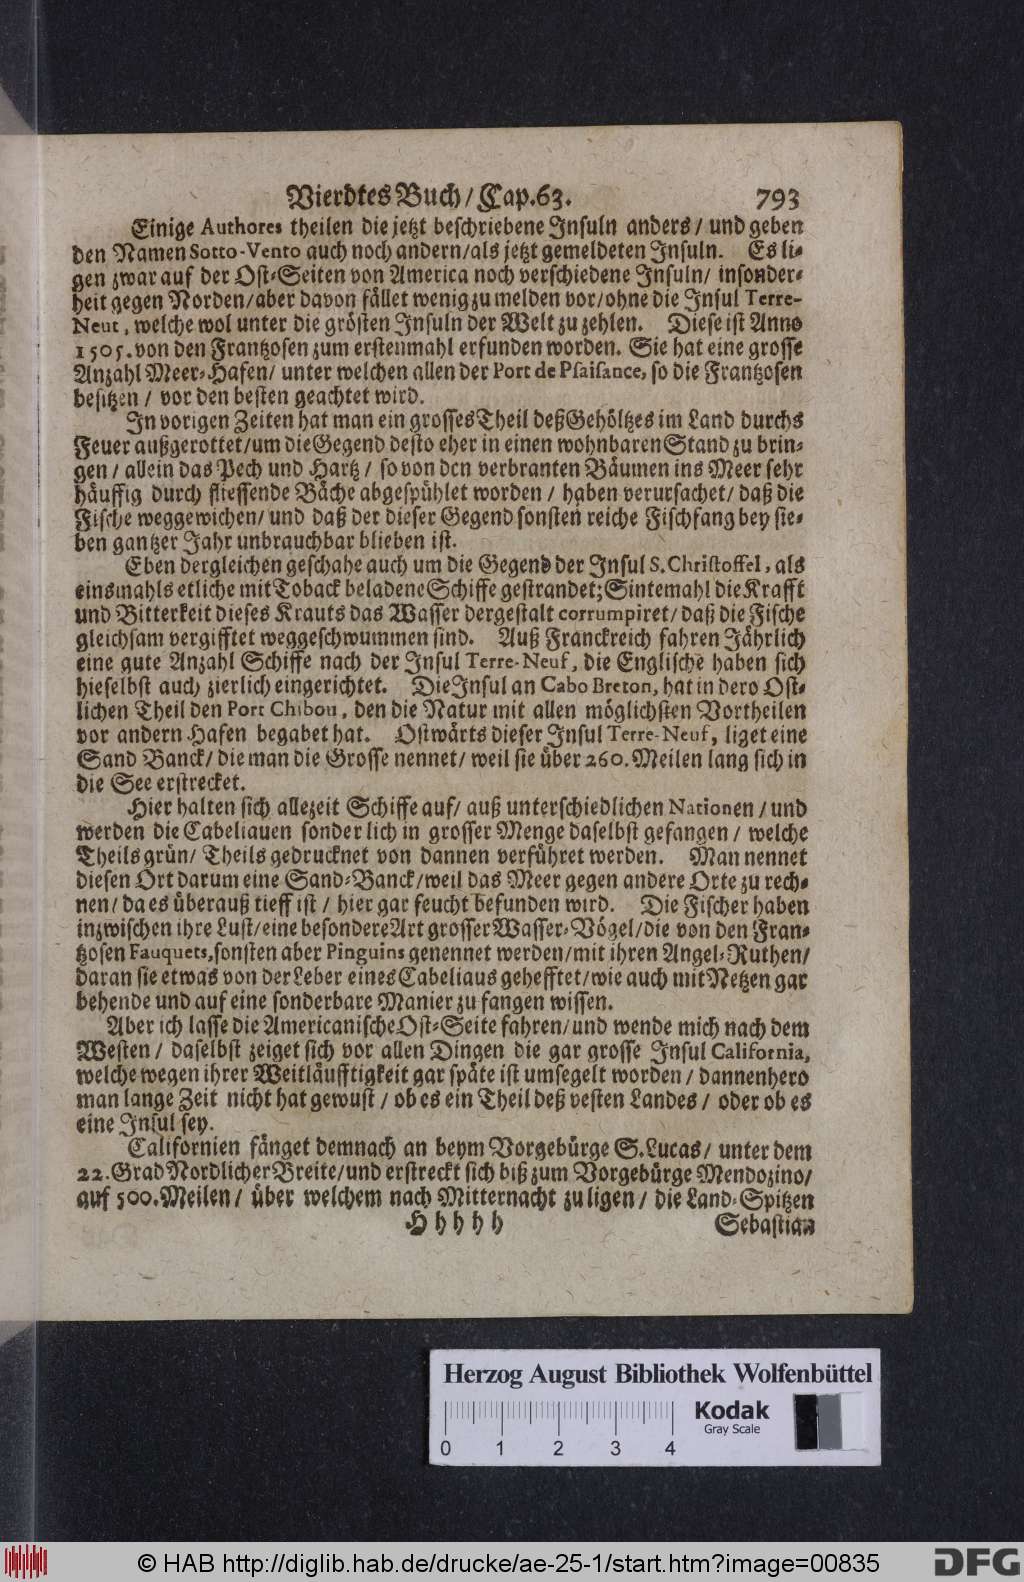 Vierdtes Buch / Cap. 63. 793
Einige Authores theilen die jetzt beschriebene Insuln anders / und geben
den Namen Sotto-Vento auch noch andern / als jetzt gemeldeten Insuln. Es li-
gen zwar auf der Ost-Seiten von America noch verschiedene Insuln / insonder-
heit gegen Norden / aber davon fället wenig zu melden vor / ohne die Insul Terre-
Neut, welche wol unter die grösten Insuln der Welt zu zehlen. Diese ist Anno
1505. von den Frantzosen zum erstenmahl erfunden worden. Sie hat eine grosse
Anzahl Meer-Hafen / unter welchen allen der Port de Plaisance, so die Frantzosen
besitzen / vor den besten geachtet wird.
In vorigen Zeiten hat man ein grosses Theil deß Gehöltzes im Land durchs
Feuer außgerottet / um die Gegend desto eher in einen wohnbaren Stand zu brin-
gen / allein das Pech und Hartz / so von den verbranten Bäumen ins Meer sehr
häuffig durch fliessende Bäche abgespühlet worden / haben verursachet / daß die
Fische weggewichen / und daß der dieser Gegend sonsten reiche Fischfang bey sie-
ben gantzer Jahr unbrauchbar blieben ist.
Eben dergleichen geschahe auch um die Gegend der Insul S. Christoffel, als
einsmahls etliche mit Toback beladene Schiffe gestrandet; Sintemahl die Krafft
und Bitterkeit dieses Krauts das Wasser dergestalt corrumpiret / daß die Fische
gleichsam vergifftet weggeschwummen sind. Auß Franckreich fahren Jährlich
eine gute Anzahl Schiffe nach der Insul Terre-Neuf, die Englische haben sich
hieselbst auch zierlich eingerichtet. Die Insul an Cabo Breton, hat in dero Ost-
lichen Theil den Port Chibou, den die Natur mit allen möglichsten Vortheilen
vor andern Hafen begabet hat. Ostwärts dieser Insul Terre-Neuf, liget eine
Sand Banck / die man die Grosse nennet / weil sie über 260. Meilen lang sich in
die See erstrecket.
Hier halten sich allezeit Schiffe auf / auß unterschiedlichen Nationen / und
werden die Cabeliauen sonderlich in grosser Menge daselbst gefangen / welche
Theils grün / Theils gedrucknet von dannen verführet werden. Man nennet
diesen Ort darum eine Sand-Banck / weil das Meer gegen andere Orte zu rech-
nen / da es überauß tieff ist / hier gar feucht befunden wird. Die Fischer haben
inzwischen ihre Lust / eine besondere Art grosser Wasser-Vögel / die von den Fran-
tzosen Fauquets, sonsten aber Pinguins genennet werden / mit ihren Angel-Ruthen /
daran sie etwas von der Leber eines Cabeliaus gehefftet / wie auch mit Netzen gar
behende und auf eine sonderbare Manier zu fangen wissen.
Aber ich lasse die Americanische Ost-Seite fahren / und wende mich nach dem
Westen / daselbst zeiget sich vor allen Dingen die gar grosse Insul California,
welche wegen ihrer Weitläufftigkeit gar späte ist umsegelt worden / dannenhero
man lange Zeit nicht hat gewust / ob es ein Theil deß vesten Landes / oder ob es
eine Insul sey.
Californien fänget demnach an beym Vorgebürge S. Lucas / unter dem
22. Grad Nordlicher Breite / und erstreckt sich biß zum Vorgebürge Mendozino /
auf 500. Meilen / über welchem nach Mitternacht zu ligen / die Land-Spitzen
Hhhhh Sebastian
Herzog August Bibliothek Wolfenbüttel
Kodak
Gray Scale
0 1 2 3 4
© HAB http://diglib.hab.de/drucke/ae-25-1/start.htm?image=00835
DFG